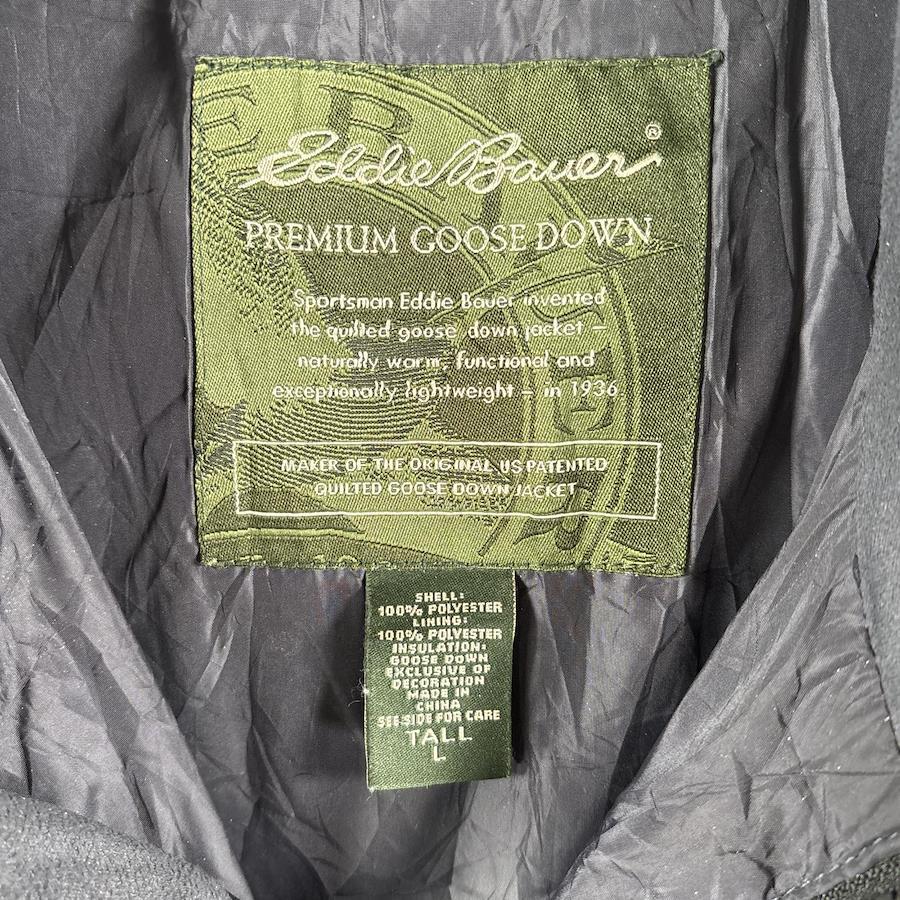 Eddie Bauer®
PREMIUM GOOSE DOWN
Sportsman Eddie Bauer invented
the quilted goose down jacket –
naturally warm, functional and
exceptionally lightweight – in 1936
MAKER OF THE ORIGINAL US PATENTED
QUILTED GOOSE DOWN JACKET
SHELL:
100% POLYESTER
LINING:
100% POLYESTER
INSULATION:
GOOSE DOWN
EXCLUSIVE OF
DECORATION
MADE IN
CHINA
SEE SIDE FOR CARE
TALL
L